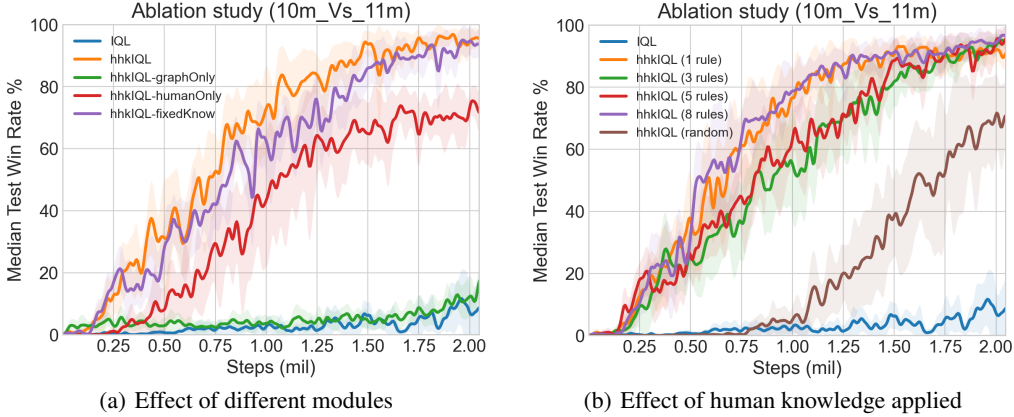 Ablation study (10m_Vs_11m)
Median Test Win Rate %
100
80
60
40
20
0
IQL
hhkIQL
hhkIQL-graphOnly
hhkIQL-humanOnly
hhkIQL-fixedKnow
0.25 0.50 0.75 1.00 1.25 1.50 1.75 2.00
Steps (mil)
(a) Effect of different modules
Ablation study (10m_Vs_11m)
Median Test Win Rate %
100
80
60
40
20
0
IQL
hhkIQL (1 rule)
hhkIQL (3 rules)
hhkIQL (5 rules)
hhkIQL (8 rules)
hhkIQL (random)
0.25 0.50 0.75 1.00 1.25 1.50 1.75 2.00
Steps (mil)
(b) Effect of human knowledge applied